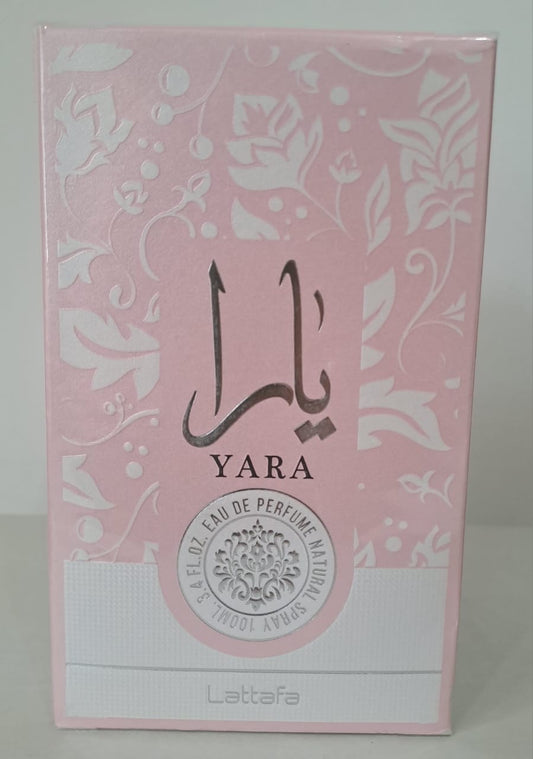 يارا
YARA
EAU DE PERFUME NATURAL SPRAY 100ML. 3.4 FL.OZ.
Lattafa